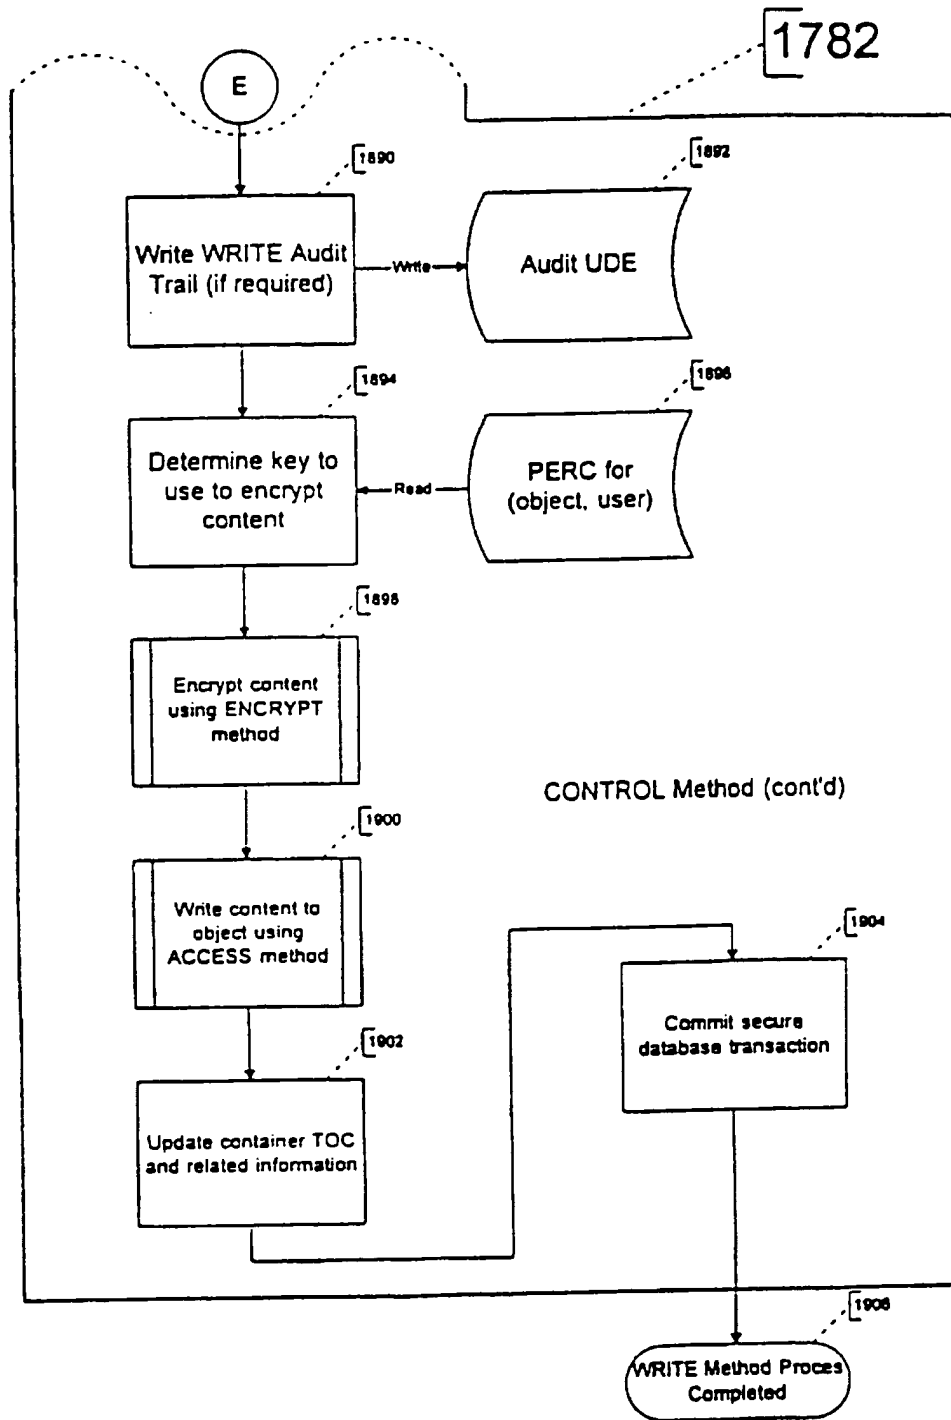 1782
E
1890
Write WRITE Audit
Trail (if required)
Write
1892
Audit UDE
1894
Determine key to
use to encrypt
content
Read
1896
PERC for
(object, user)
1898
Encrypt content
using ENCRYPT
method
CONTROL Method (cont'd)
1900
Write content to
object using
ACCESS method
1902
Update container TOC
and related information
1904
Commit secure
database transaction
1906
WRITE Method Proces
Completed